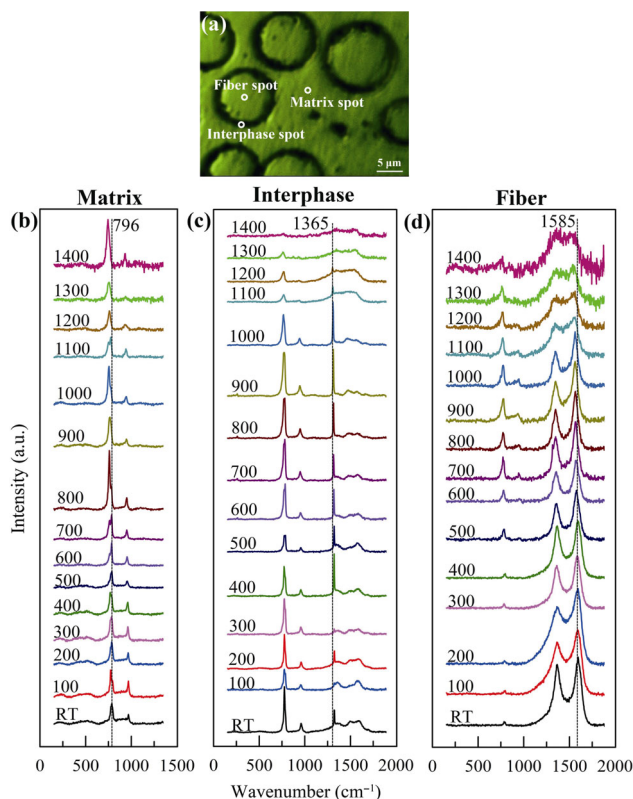 (a)
Fiber spot
Matrix spot
Interphase spot
5 μm
Matrix
Interphase
Fiber
(b)
796
1400
1300
1200
1100
1000
900
800
700
600
500
400
300
200
100
RT
(c)
1365
1400
1300
1200
1100
1000
900
800
700
600
500
400
300
200
100
RT
(d)
1585
1400
1300
1200
1100
1000
900
800
700
600
500
400
300
200
100
RT
Intensity (a.u.)
0 750 1500
0 500 1000 1500 2000
0 500 1000 1500 2000
Wavenumber (cm⁻¹)